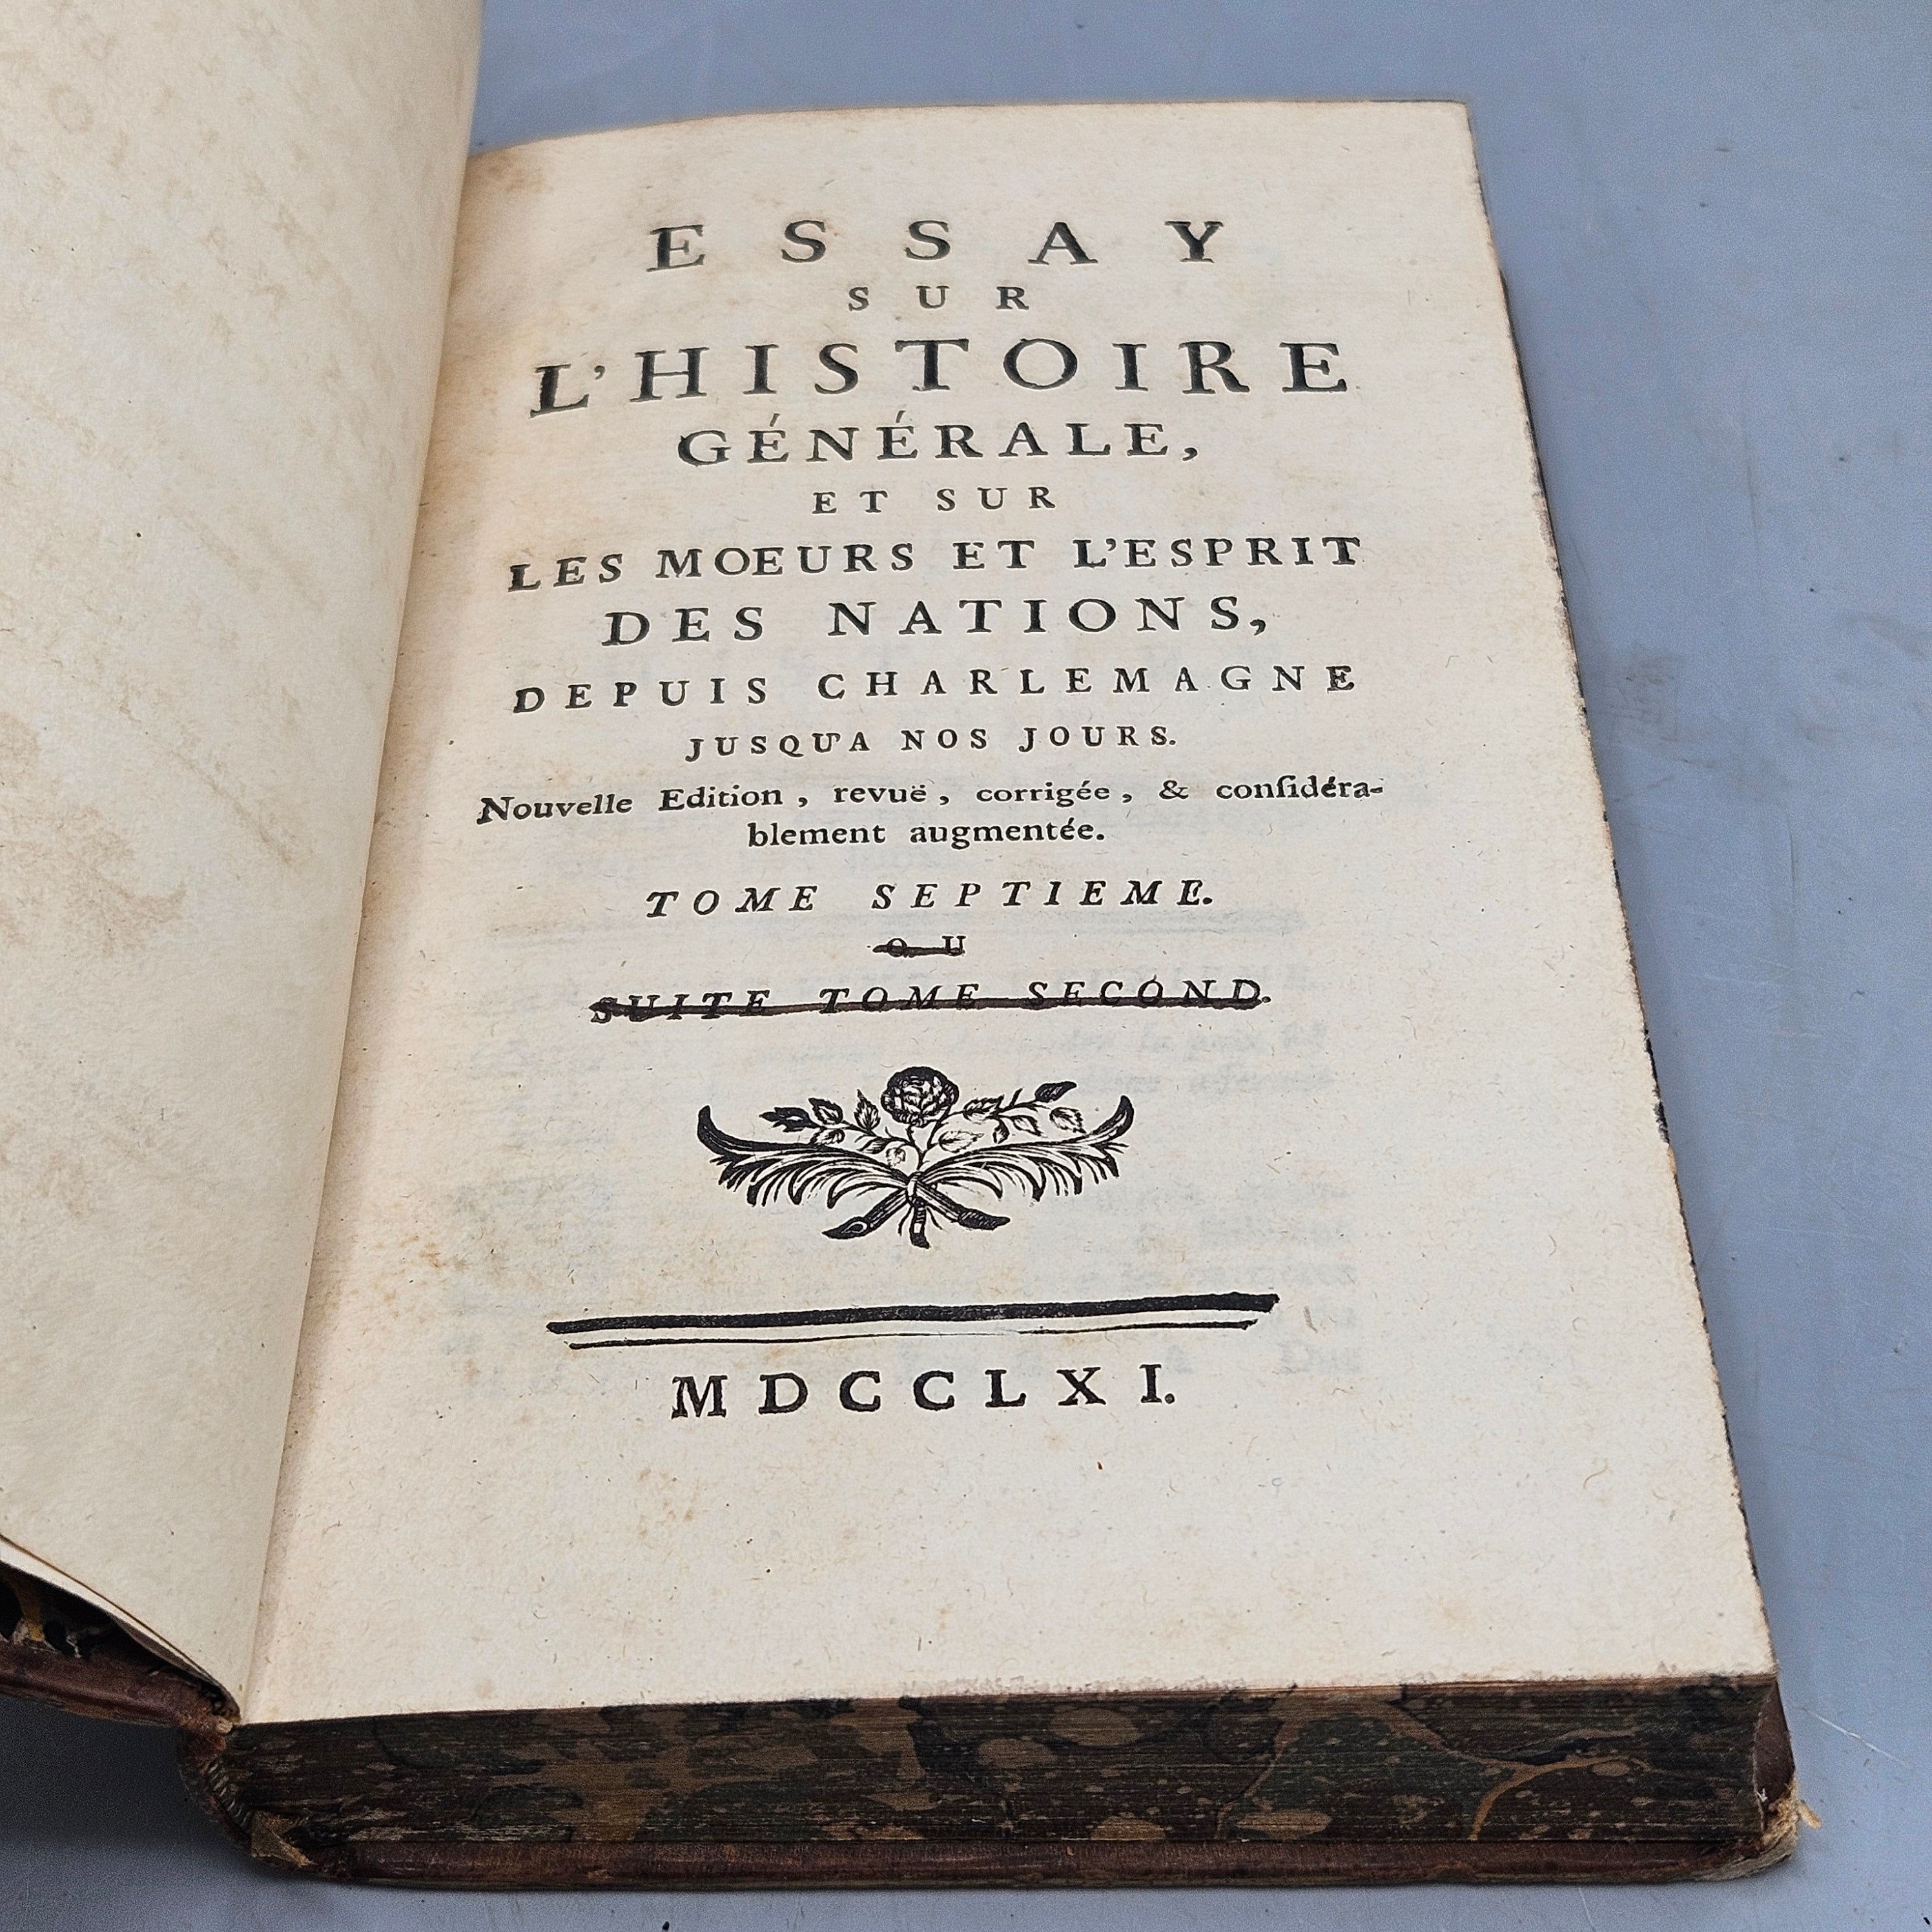 ESSAY
SUR
L'HISTOIRE
GÉNÉRALE,
ET SUR
LES MOEURS ET L'ESPRIT
DES NATIONS,
DEPUIS CHARLEMAGNE
JUSQU'A NOS JOURS.
Nouvelle Edition, revuë, corrigée, & conſidéra-
blement augmentée.
TOME SEPTIEME.
OU
SUITE TOME SECOND.
MDCCLXI.